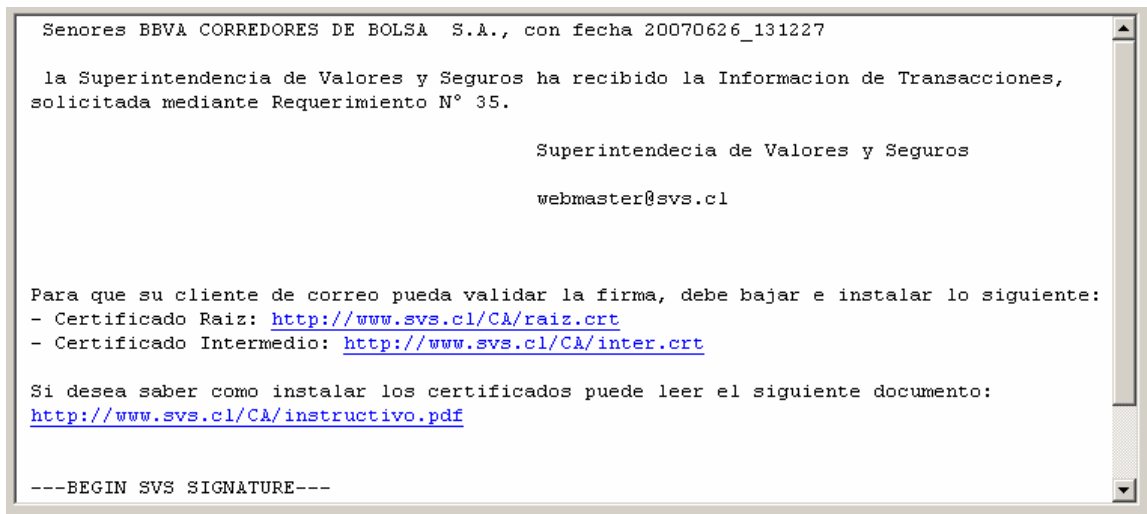 Senores BBVA CORREDORES DE BOLSA  S.A., con fecha 20070626_131227
la Superintendencia de Valores y Seguros ha recibido la Informacion de Transacciones,
solicitada mediante Requerimiento N° 35.
Superintendecia de Valores y Seguros
webmaster@svs.cl
Para que su cliente de correo pueda validar la firma, debe bajar e instalar lo siguiente:
- Certificado Raiz: http://www.svs.cl/CA/raiz.crt
- Certificado Intermedio: http://www.svs.cl/CA/inter.crt
Si desea saber como instalar los certificados puede leer el siguiente documento:
http://www.svs.cl/CA/instructivo.pdf
---BEGIN SVS SIGNATURE---